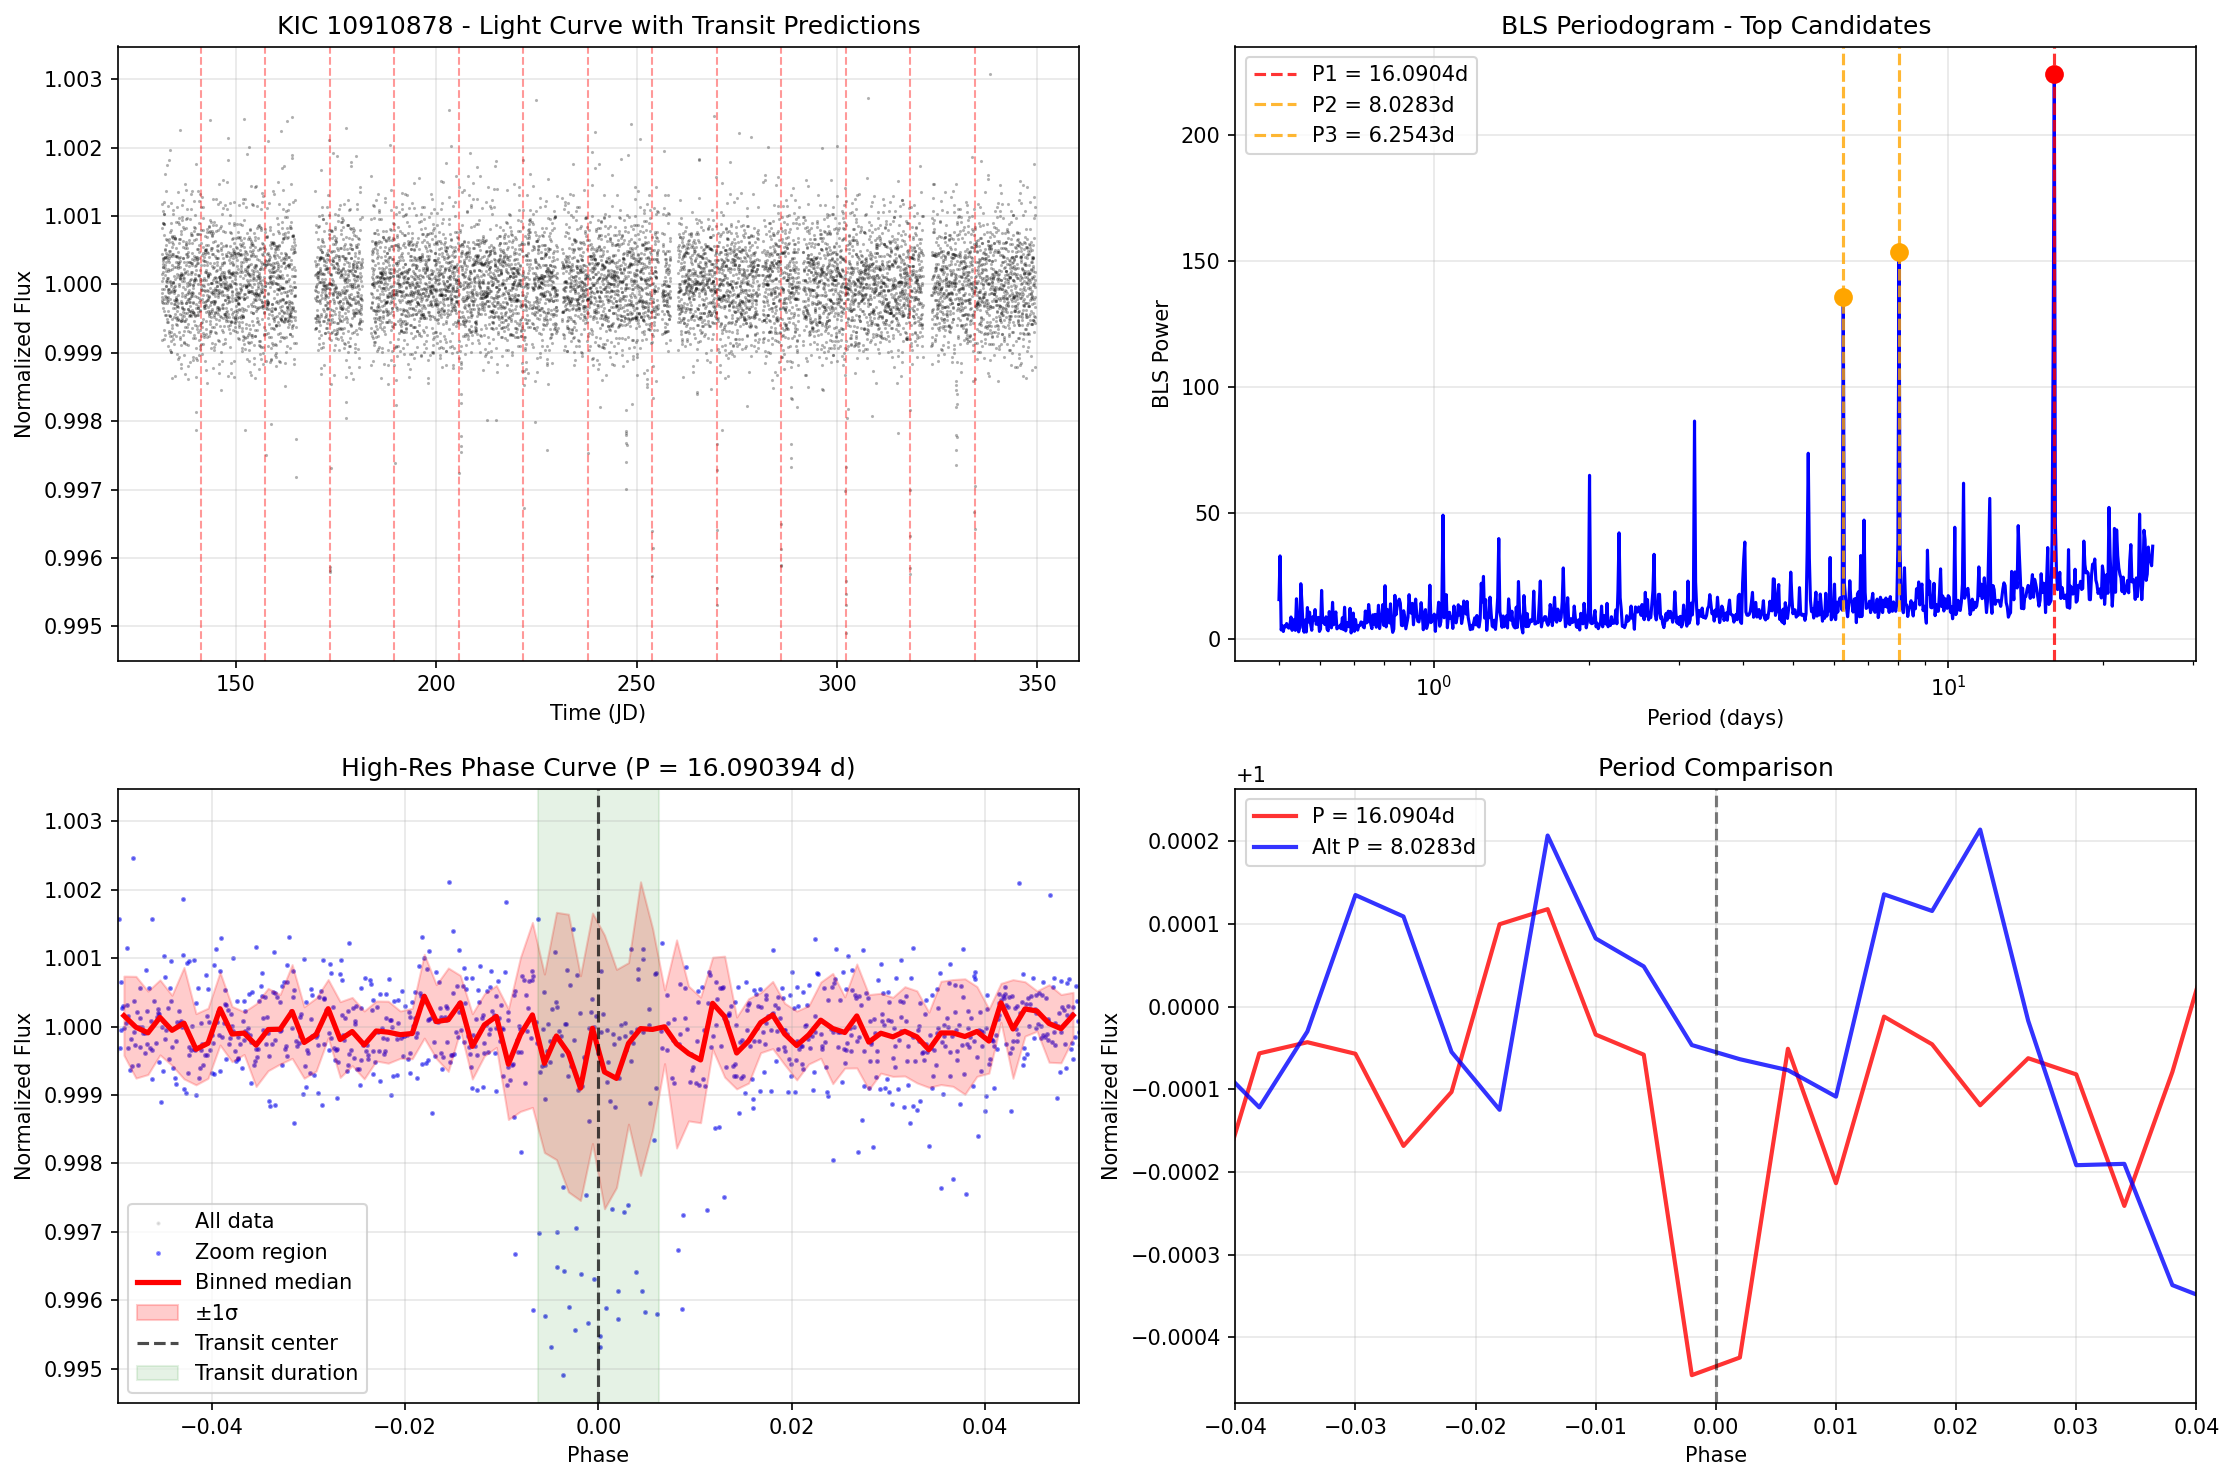 KIC 10910878 - Light Curve with Transit Predictions
1.003
1.002
1.001
1.000
0.999
0.998
0.997
0.996
0.995
Normalized Flux
150
200
250
300
350
Time (JD)
BLS Periodogram - Top Candidates
P1 = 16.0904d
P2 = 8.0283d
P3 = 6.2543d
200
150
100
50
0
BLS Power
10⁰
10¹
Period (days)
High-Res Phase Curve (P = 16.090394 d)
1.003
1.002
1.001
1.000
0.999
0.998
0.997
0.996
0.995
Normalized Flux
All data
Zoom region
Binned median
±1σ
Transit center
Transit duration
−0.04
−0.02
0.00
0.02
0.04
Phase
Period Comparison
+1
P = 16.0904d
Alt P = 8.0283d
0.0002
0.0001
0.0000
−0.0001
−0.0002
−0.0003
−0.0004
Normalized Flux
−0.04
−0.03
−0.02
−0.01
0.00
0.01
0.02
0.03
0.04
Phase